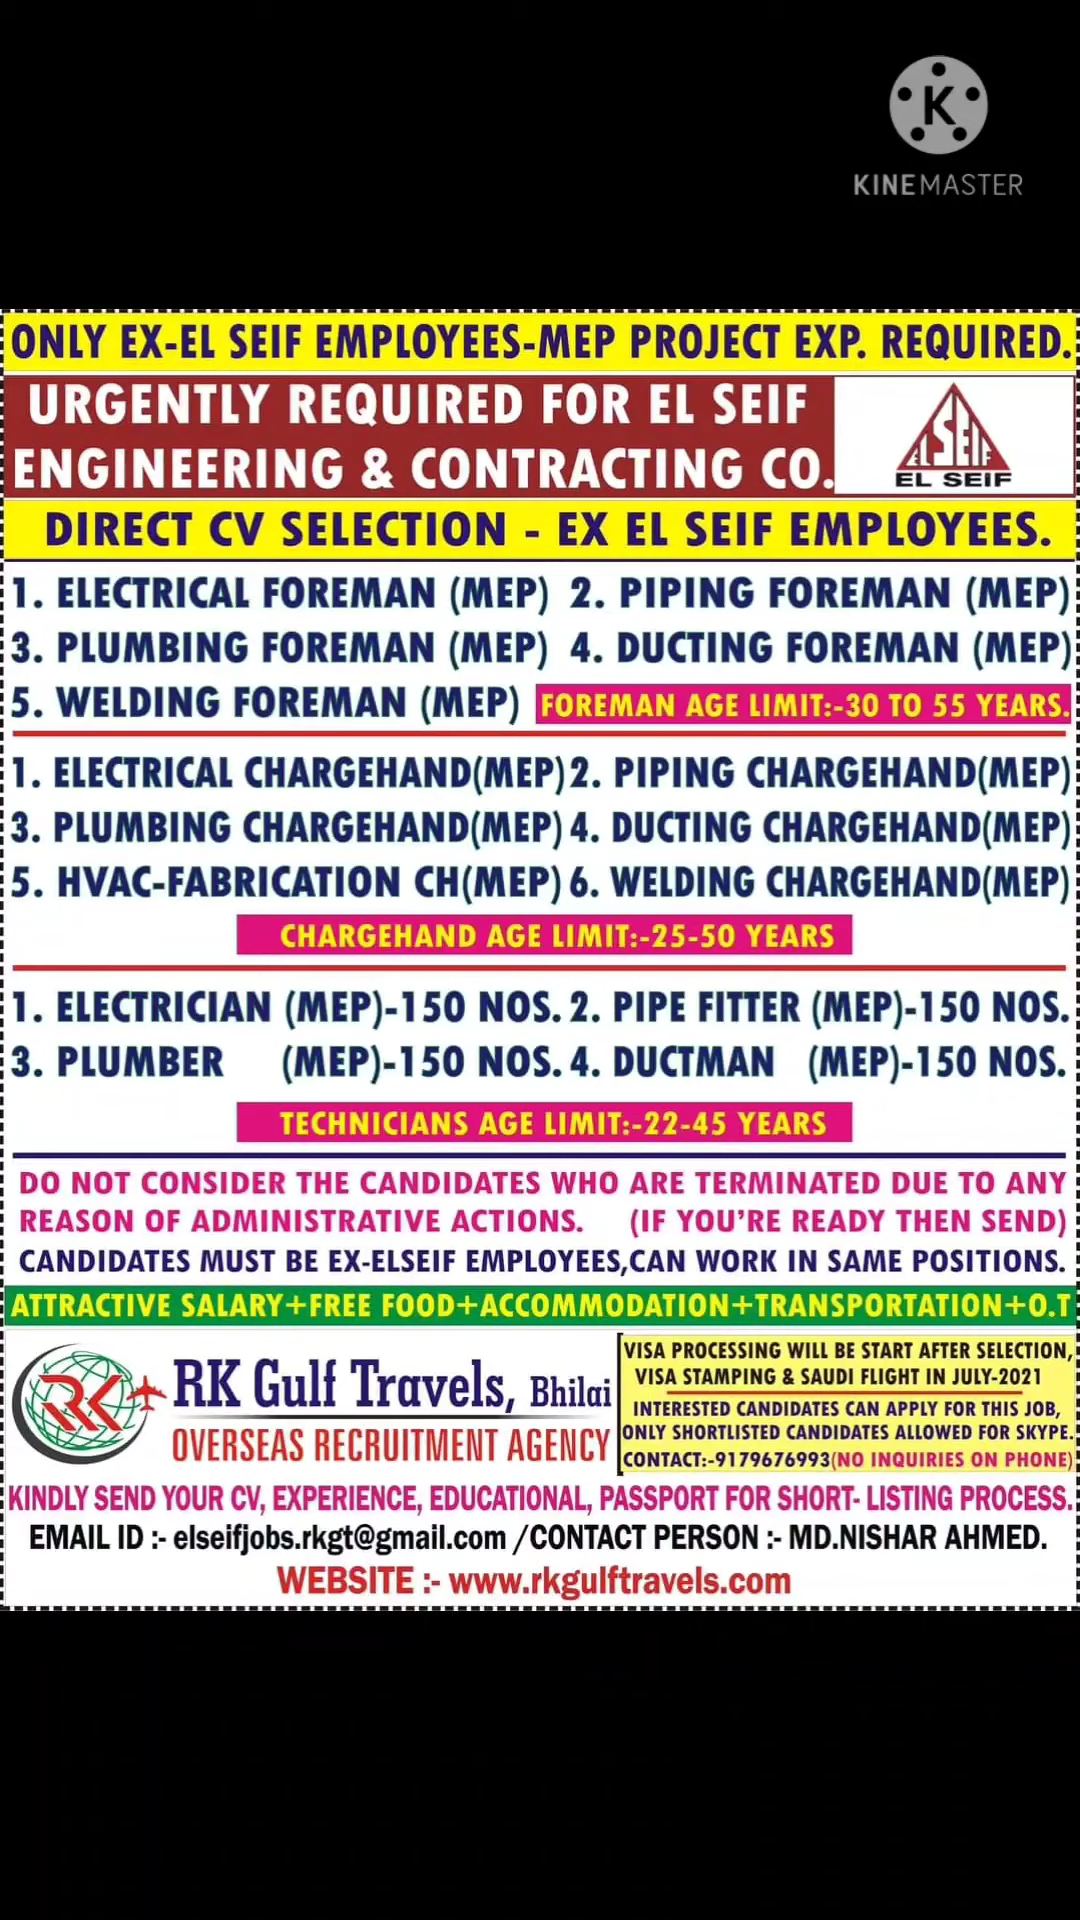 K
KINEMASTER
ONLY EX-EL SEIF EMPLOYEES-MEP PROJECT EXP. REQUIRED.
URGENTLY REQUIRED FOR EL SEIF
ENGINEERING & CONTRACTING CO.
EL SEIF
EL SEIF
DIRECT CV SELECTION - EX EL SEIF EMPLOYEES.
1. ELECTRICAL FOREMAN (MEP) 2. PIPING FOREMAN (MEP)
3. PLUMBING FOREMAN (MEP) 4. DUCTING FOREMAN (MEP)
5. WELDING FOREMAN (MEP) FOREMAN AGE LIMIT:-30 TO 55 YEARS.
1. ELECTRICAL CHARGEHAND(MEP) 2. PIPING CHARGEHAND(MEP)
3. PLUMBING CHARGEHAND(MEP) 4. DUCTING CHARGEHAND(MEP)
5. HVAC-FABRICATION CH(MEP) 6. WELDING CHARGEHAND(MEP)
CHARGEHAND AGE LIMIT:-25-50 YEARS
1. ELECTRICIAN (MEP)-150 NOS. 2. PIPE FITTER (MEP)-150 NOS.
3. PLUMBER (MEP)-150 NOS. 4. DUCTMAN (MEP)-150 NOS.
TECHNICIANS AGE LIMIT:-22-45 YEARS
DO NOT CONSIDER THE CANDIDATES WHO ARE TERMINATED DUE TO ANY
REASON OF ADMINISTRATIVE ACTIONS. (IF YOU'RE READY THEN SEND)
CANDIDATES MUST BE EX-ELSEIF EMPLOYEES,CAN WORK IN SAME POSITIONS.
ATTRACTIVE SALARY+FREE FOOD+ACCOMMODATION+TRANSPORTATION+O.T
RK
RK Gulf Travels, Bhilai
OVERSEAS RECRUITMENT AGENCY
VISA PROCESSING WILL BE START AFTER SELECTION,
VISA STAMPING & SAUDI FLIGHT IN JULY-2021
INTERESTED CANDIDATES CAN APPLY FOR THIS JOB,
ONLY SHORTLISTED CANDIDATES ALLOWED FOR SKYPE.
CONTACT:-9179676993(NO INQUIRIES ON PHONE)
KINDLY SEND YOUR CV, EXPERIENCE, EDUCATIONAL, PASSPORT FOR SHORT- LISTING PROCESS.
EMAIL ID :- elseifjobs.rkgt@gmail.com /CONTACT PERSON :- MD.NISHAR AHMED.
WEBSITE :- www.rkgulftravels.com